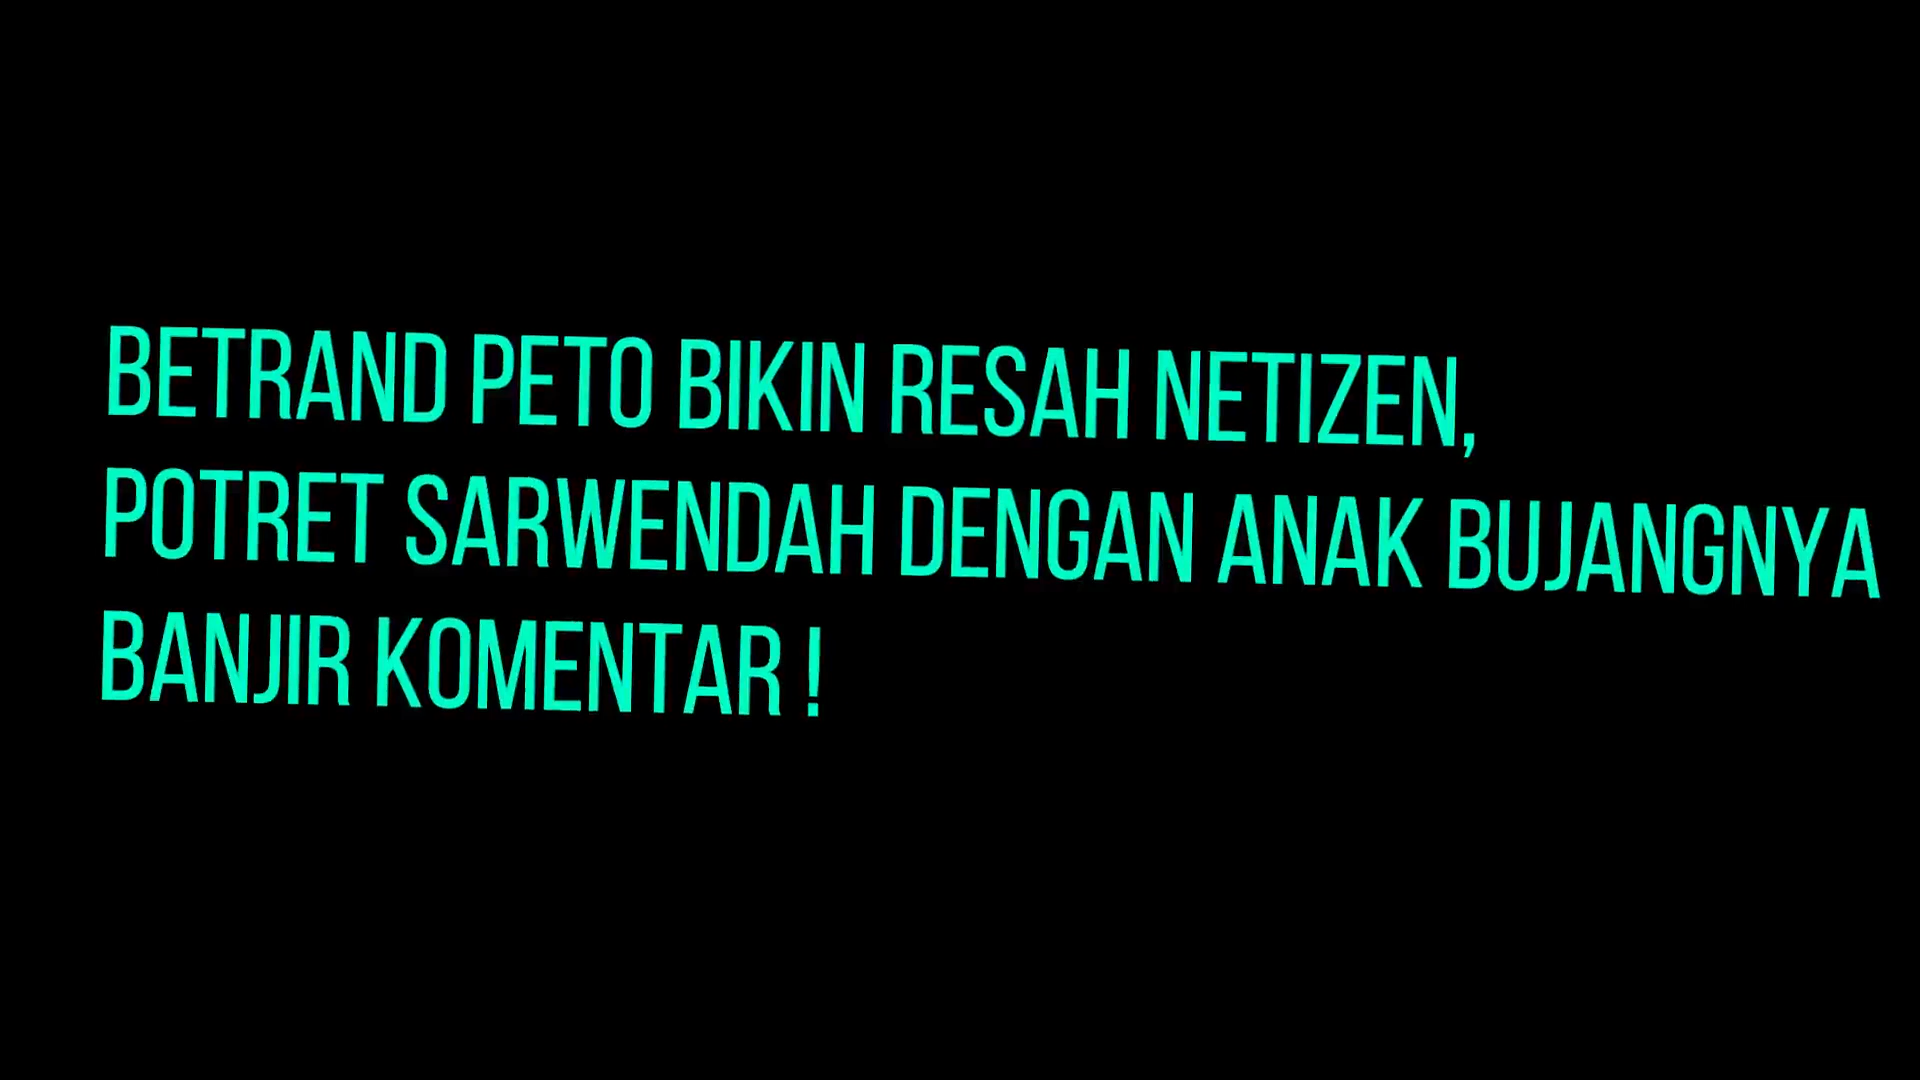 BETRAND PETO BIKIN RESAH NETIZEN,
POTRET SARWENDAH DENGAN ANAK BUJANGNYA
BANJIR KOMENTAR !